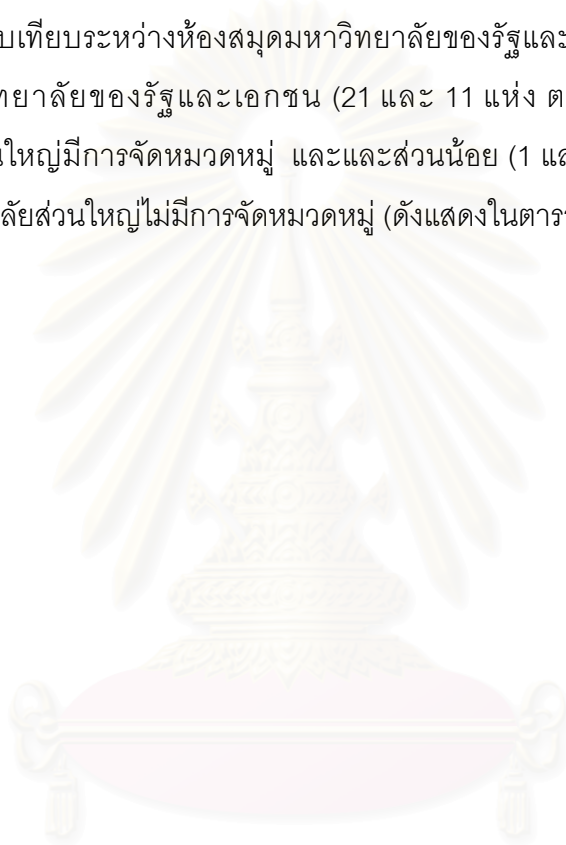 บเทียบระหว่างห้องสมุดมหาวิทยาลัยของรัฐและ
ทยาลัยของรัฐและเอกชน (21 และ 11 แห่ง ต
ใหญ่มีการจัดหมวดหมู่ และและส่วนน้อย (1 แล
ลัยส่วนใหญ่ไม่มีการจัดหมวดหมู่ (ดังแสดงในตาร